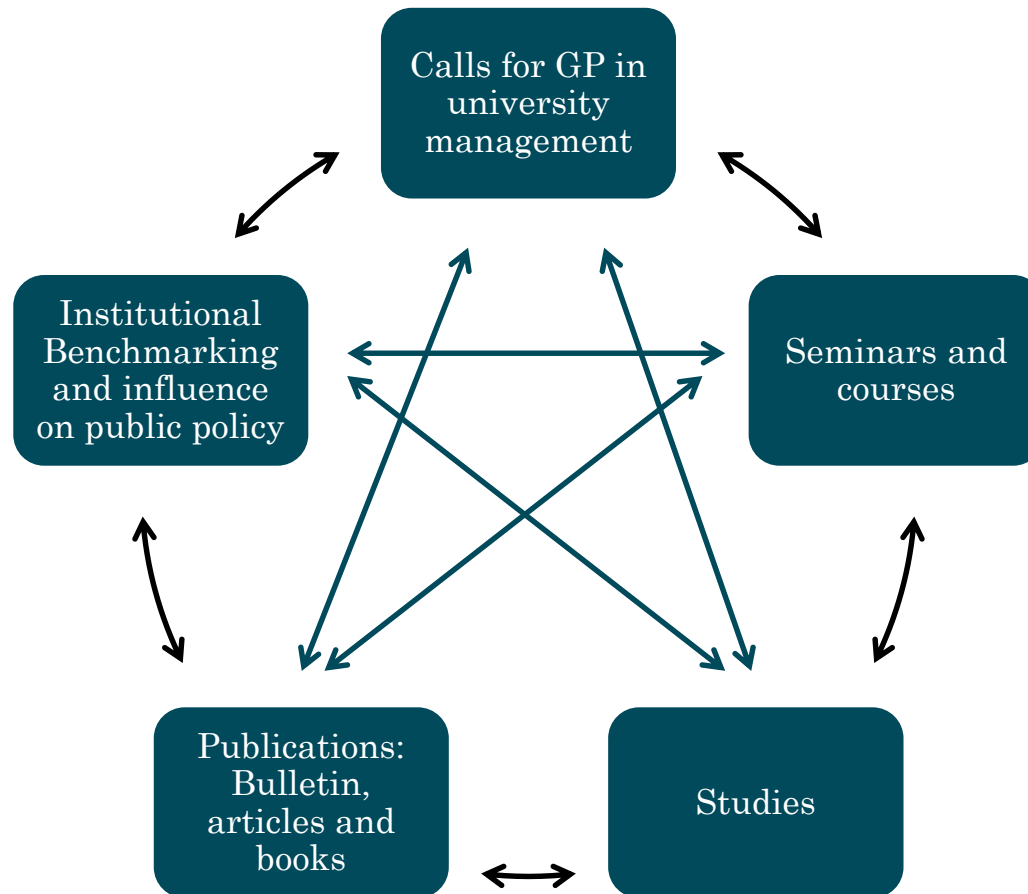 Calls for GP in
university
management
Institutional
Benchmarking
and influence
on public policy
Seminars and
courses
Publications:
Bulletin,
articles and
books
Studies